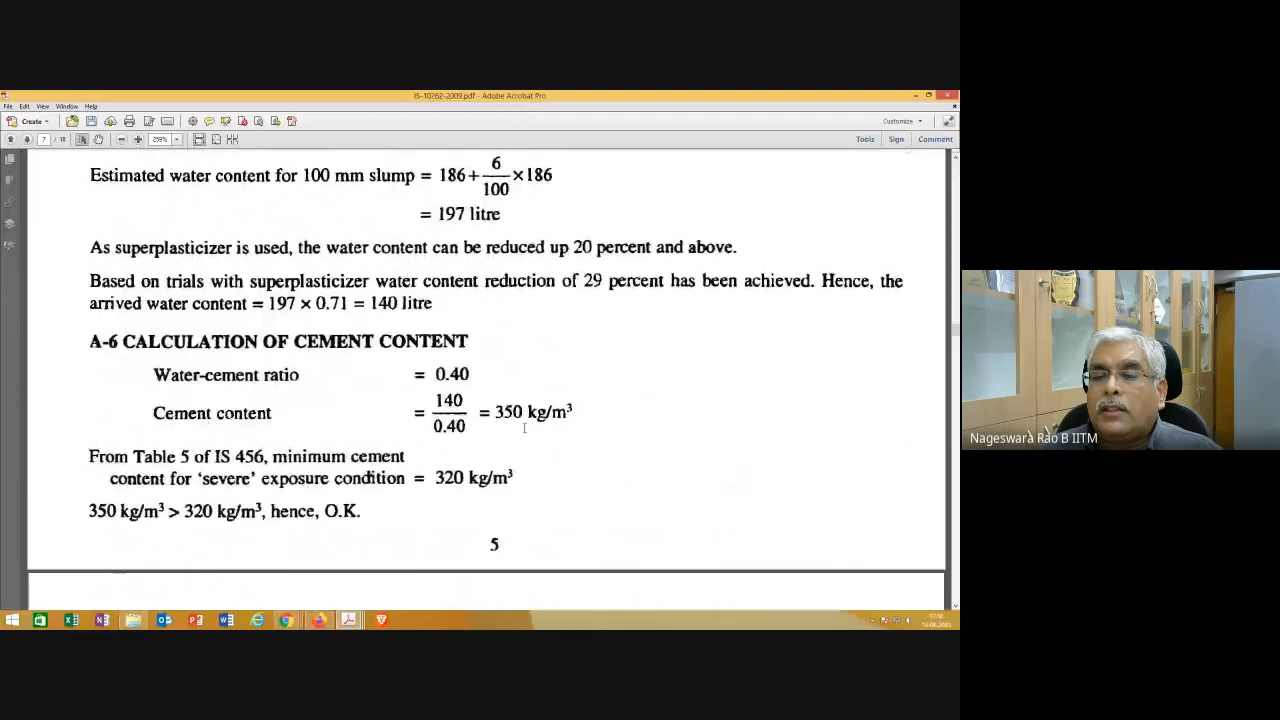 IS-10262-2009.pdf - Adobe Acrobat Pro
File Edit View Window Help
Create
Customize
7 / 18
259%
Tools Sign Comment
Estimated water content for 100 mm slump = 186 + 6/100 × 186
= 197 litre
As superplasticizer is used, the water content can be reduced up 20 percent and above.
Based on trials with superplasticizer water content reduction of 29 percent has been achieved. Hence, the
arrived water content = 197 × 0.71 = 140 litre
A-6 CALCULATION OF CEMENT CONTENT
Water-cement ratio = 0.40
Cement content = 140/0.40 = 350 kg/m³
From Table 5 of IS 456, minimum cement
content for ‘severe’ exposure condition = 320 kg/m³
350 kg/m³ > 320 kg/m³, hence, O.K.
5
Nageswara Rao B IITM